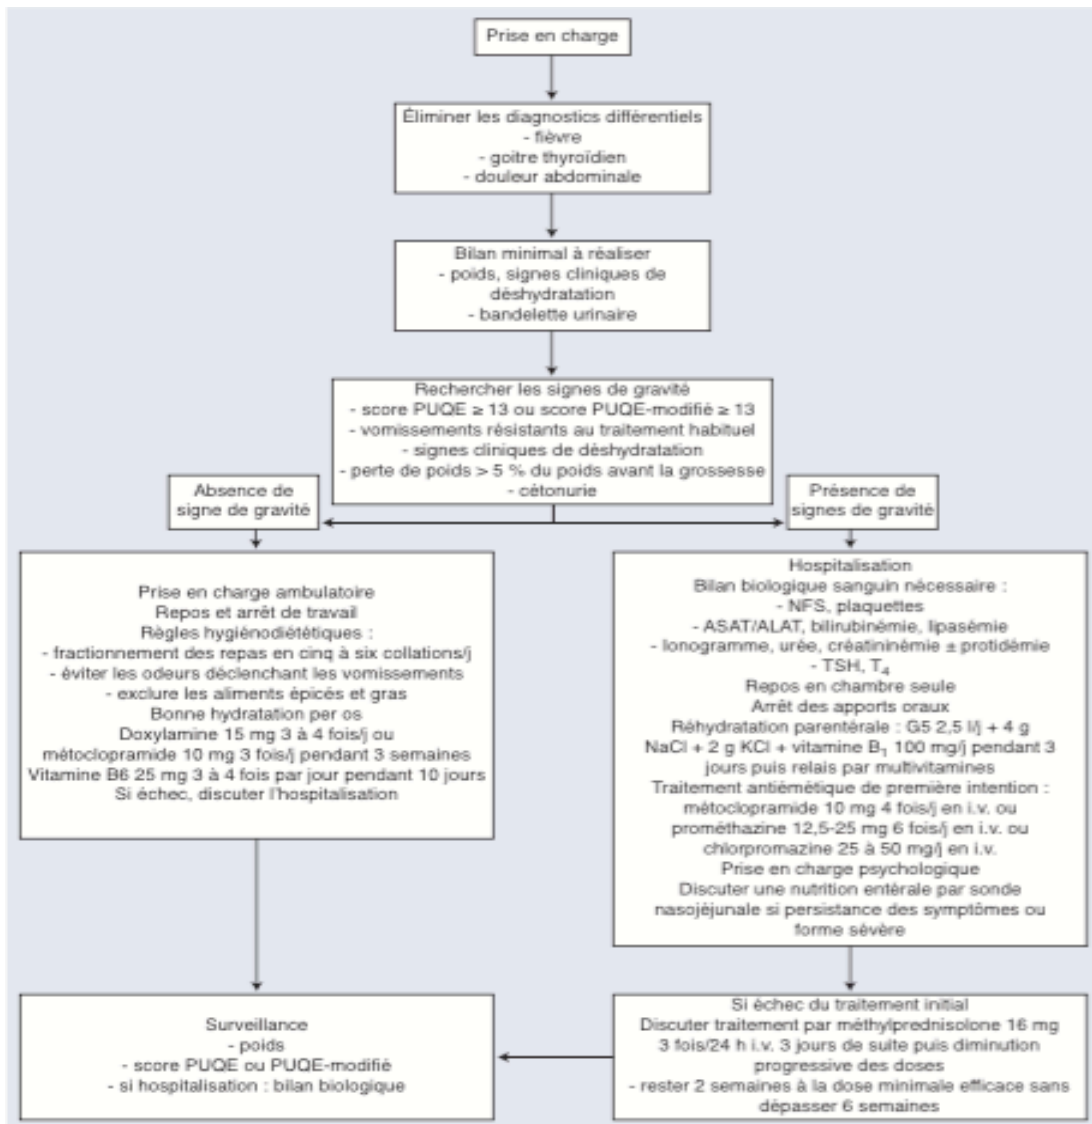 Prise en charge
Éliminer les diagnostics différentiels
- fièvre
- goitre thyroïdien
- douleur abdominale
Bilan minimal à réaliser
- poids, signes cliniques de
déshydratation
- bandelette urinaire
Rechercher les signes de gravité
- score PUQE ≥ 13 ou score PUQE-modifié ≥ 13
- vomissements résistants au traitement habituel
- signes cliniques de déshydratation
- perte de poids > 5 % du poids avant la grossesse
- cétonurie
Absence de
signe de gravité
Présence de
signes de gravité
Prise en charge ambulatoire
Repos et arrêt de travail
Règles hygiénodiététiques :
- fractionnement des repas en cinq à six collations/j
- éviter les odeurs déclenchant les vomissements
- exclure les aliments épicés et gras
Bonne hydratation per os
Doxylamine 15 mg 3 à 4 fois/j ou
métoclopramide 10 mg 3 fois/j pendant 3 semaines
Vitamine B6 25 mg 3 à 4 fois par jour pendant 10 jours
Si échec, discuter l'hospitalisation
Hospitalisation
Bilan biologique sanguin nécessaire :
- NFS, plaquettes
- ASAT/ALAT, bilirubinémie, lipasémie
- Ionogramme, urée, créatininémie ± protidémie
- TSH, T4
Repos en chambre seule
Arrêt des apports oraux
Réhydratation parentérale : G5 2,5 l/j + 4 g
NaCl + 2 g KCl + vitamine B1 100 mg/j pendant 3
jours puis relais par multivitamines
Traitement antiémétique de première intention :
métoclopramide 10 mg 4 fois/j en i.v. ou
prométhazine 12,5-25 mg 6 fois/j en i.v. ou
chlorpromazine 25 à 50 mg/j en i.v.
Prise en charge psychologique
Discuter une nutrition entérale par sonde
nasojéjunale si persistance des symptômes ou
forme sévère
Surveillance
- poids
- score PUQE ou PUQE-modifié
- si hospitalisation : bilan biologique
Si échec du traitement initial
Discuter traitement par méthylprednisolone 16 mg
3 fois/24 h i.v. 3 jours de suite puis diminution
progressive des doses
- rester 2 semaines à la dose minimale efficace sans
dépasser 6 semaines